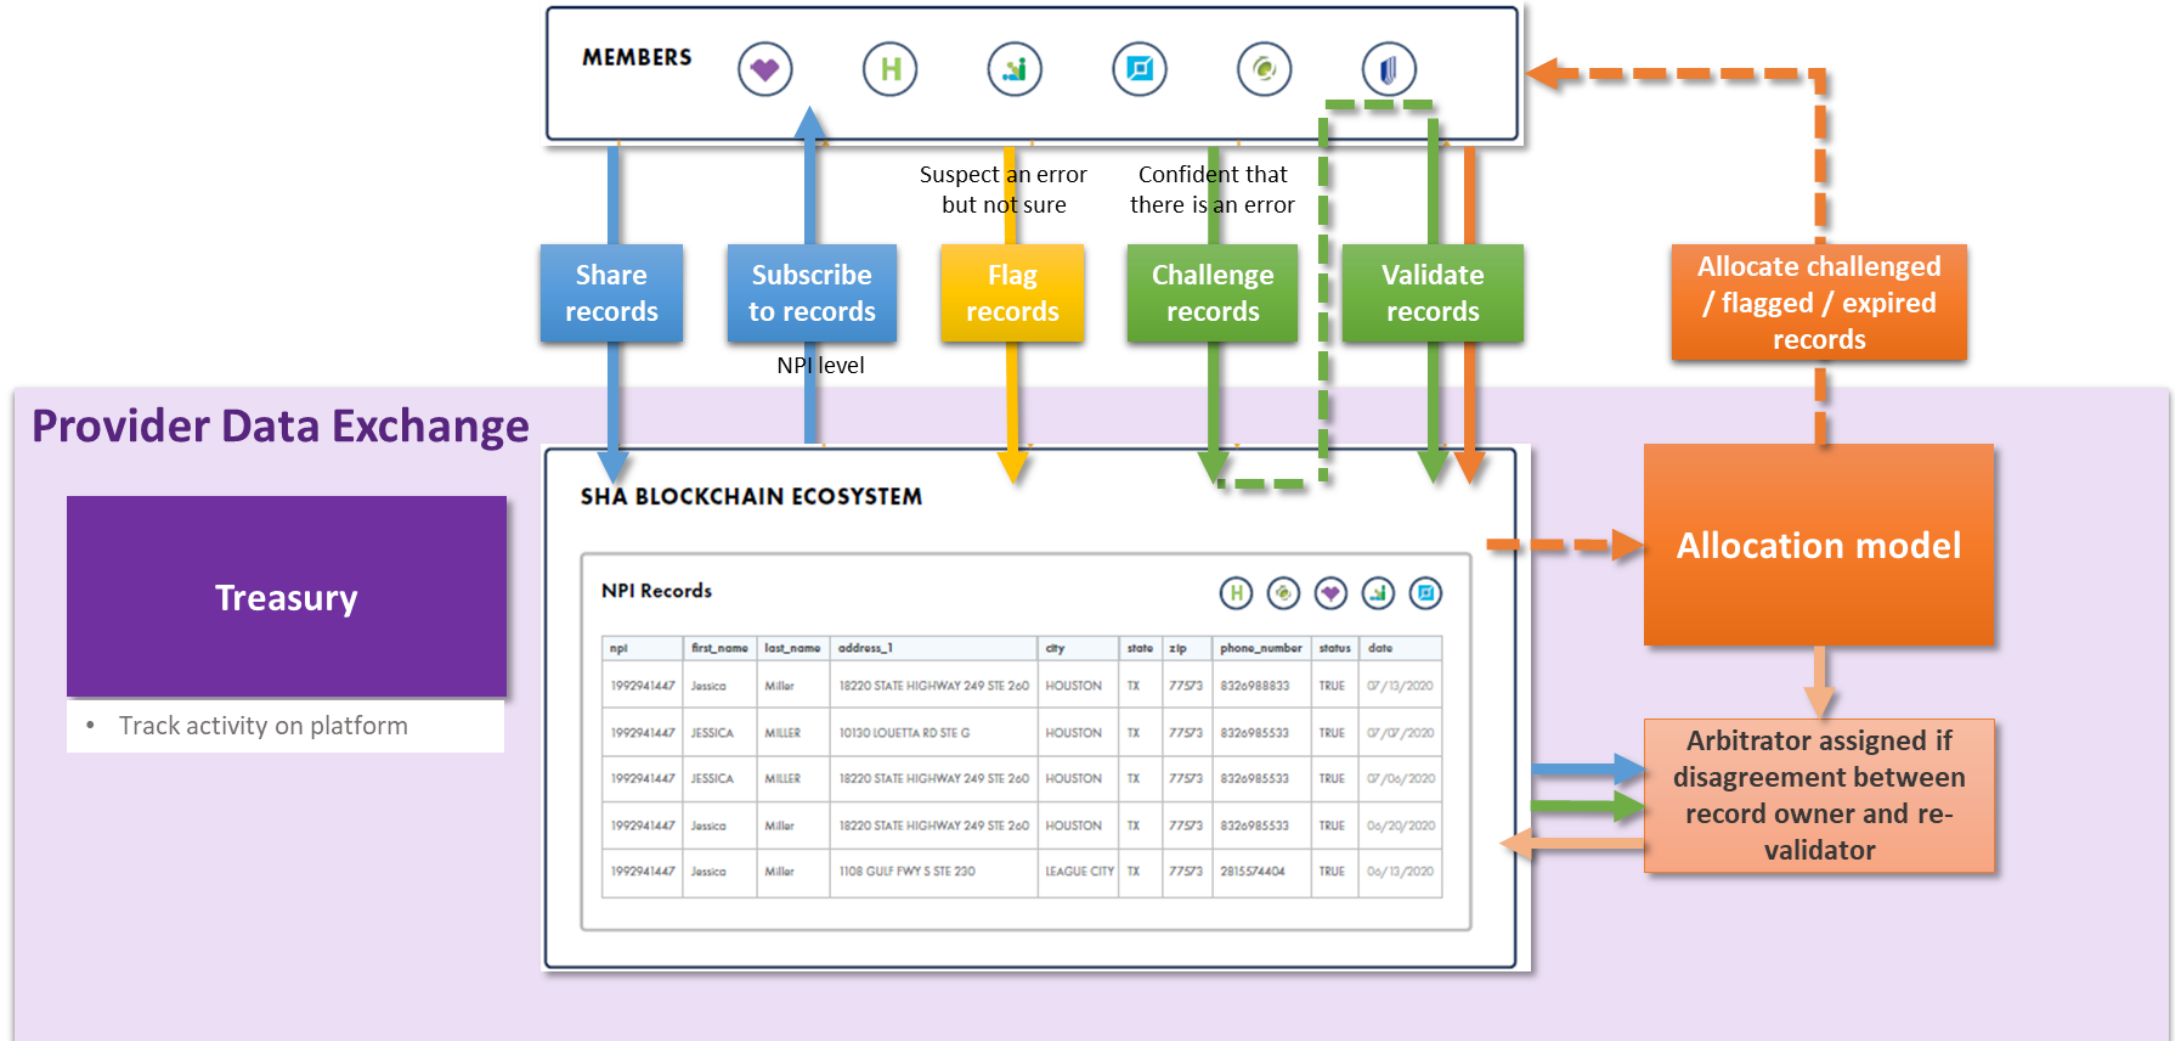 MEMBERS
Suspect an error
but not sure
Confident that
there is an error
Share
records
Subscribe
to records
Flag
records
Challenge
records
Validate
records
Allocate challenged
/ flagged / expired
records
NPI level
Provider Data Exchange
Treasury
• Track activity on platform
SHA BLOCKCHAIN ECOSYSTEM
NPI Records
npi first_name last_name address_1 city state zip phone_number status date
1992941447 Jessica Miller 18220 STATE HIGHWAY 249 STE 260 HOUSTON TX 77573 8326988833 TRUE 07/13/2020
1992941447 JESSICA MILLER 10130 LOUETTA RD STE G HOUSTON TX 77573 8326985533 TRUE 07/07/2020
1992941447 JESSICA MILLER 18220 STATE HIGHWAY 249 STE 260 HOUSTON TX 77573 8326985533 TRUE 07/06/2020
1992941447 Jessica Miller 18220 STATE HIGHWAY 249 STE 260 HOUSTON TX 77573 8326985533 TRUE 06/20/2020
1992941447 Jessica Miller 1108 GULF FWY S STE 230 LEAGUE CITY TX 77573 2815574404 TRUE 06/13/2020
Allocation model
Arbitrator assigned if
disagreement between
record owner and re-
validator